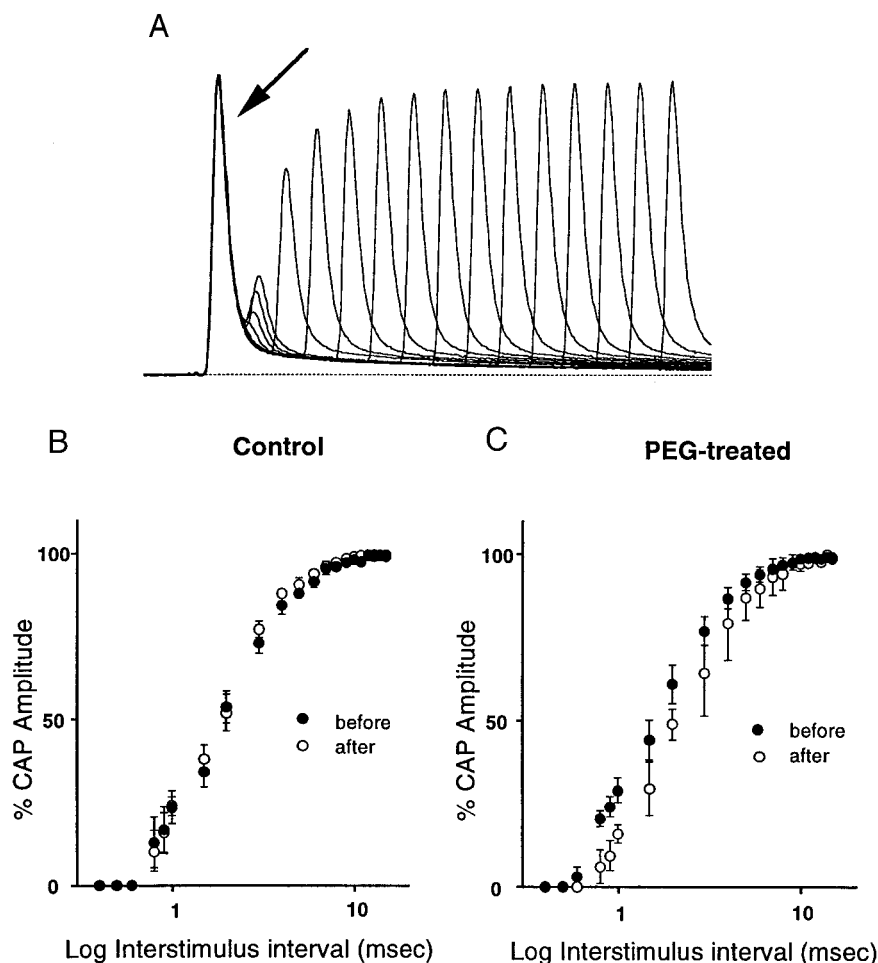 A
B
Control
C
PEG-treated
100
50
0
% CAP Amplitude
before
after
1
10
Log Interstimulus interval (msec)
100
50
0
% CAP Amplitude
before
after
1
10
Log Interstimulus interval (msec)